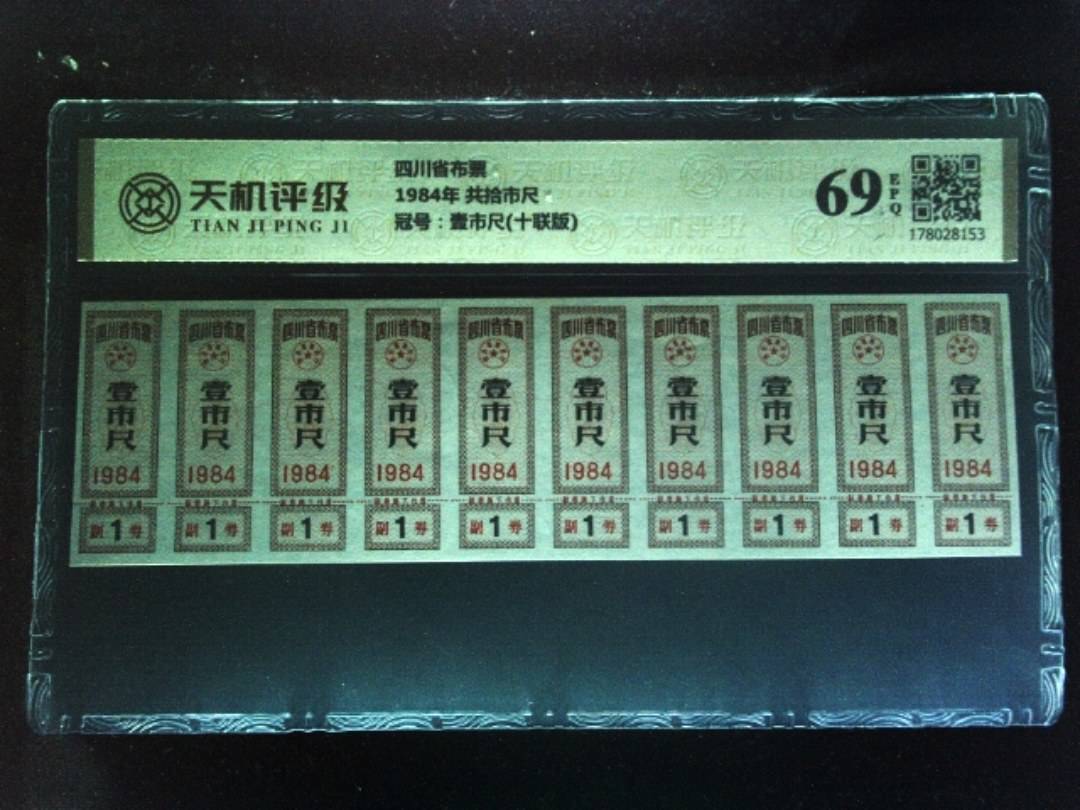 天机评级
TIAN JI PING JI
四川省布票
1984年 共拾市尺
冠号：壹市尺(十联版)
69
EPQ
178028153
四川省布票 四川省布票 四川省布票 四川省布票 四川省布票 四川省布票 四川省布票 四川省布票 四川省布票 四川省布票
壹市尺 壹市尺 壹市尺 壹市尺 壹市尺 壹市尺 壹市尺 壹市尺 壹市尺 壹市尺
1984 1984 1984 1984 1984 1984 1984 1984 1984 1984
副1券 副1券 副1券 副1券 副1券 副1券 副1券 副1券 副1券 副1券